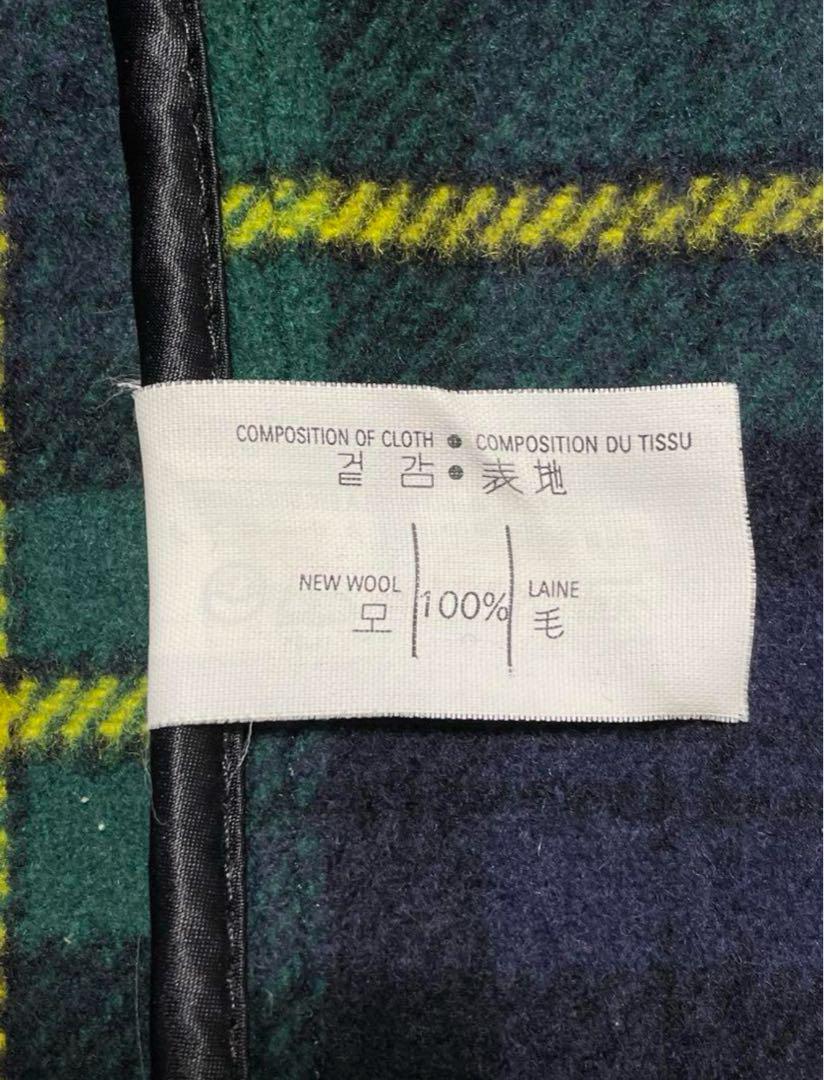 COMPOSITION OF CLOTH ● COMPOSITION DU TISSU
겉 감 ● 表地
NEW WOOL 100% LAINE
모 毛